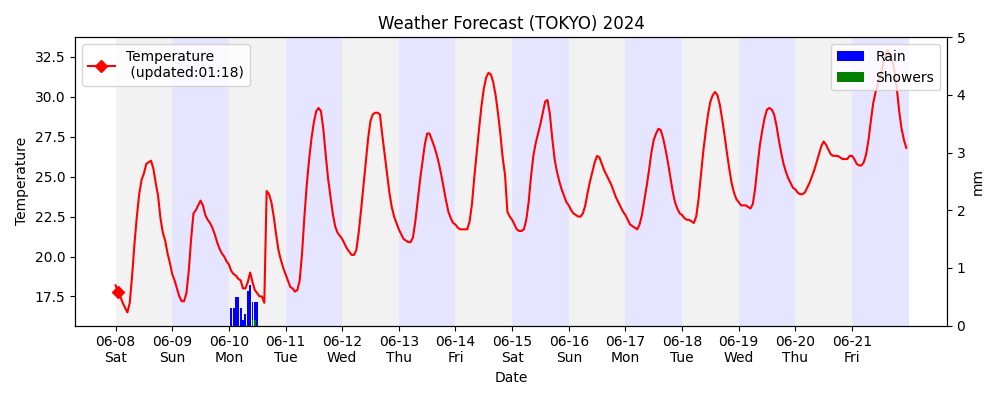 Weather Forecast (TOKYO) 2024
Temperature
(updated:01:18)
Rain
Showers
Temperature
32.5
30.0
27.5
25.0
22.5
20.0
17.5
5
4
3
2
1
0
mm
06-08 06-09 06-10 06-11 06-12 06-13 06-14 06-15 06-16 06-17 06-18 06-19 06-20 06-21
Sat Sun Mon Tue Wed Thu Fri Sat Sun Mon Tue Wed Thu Fri
Date